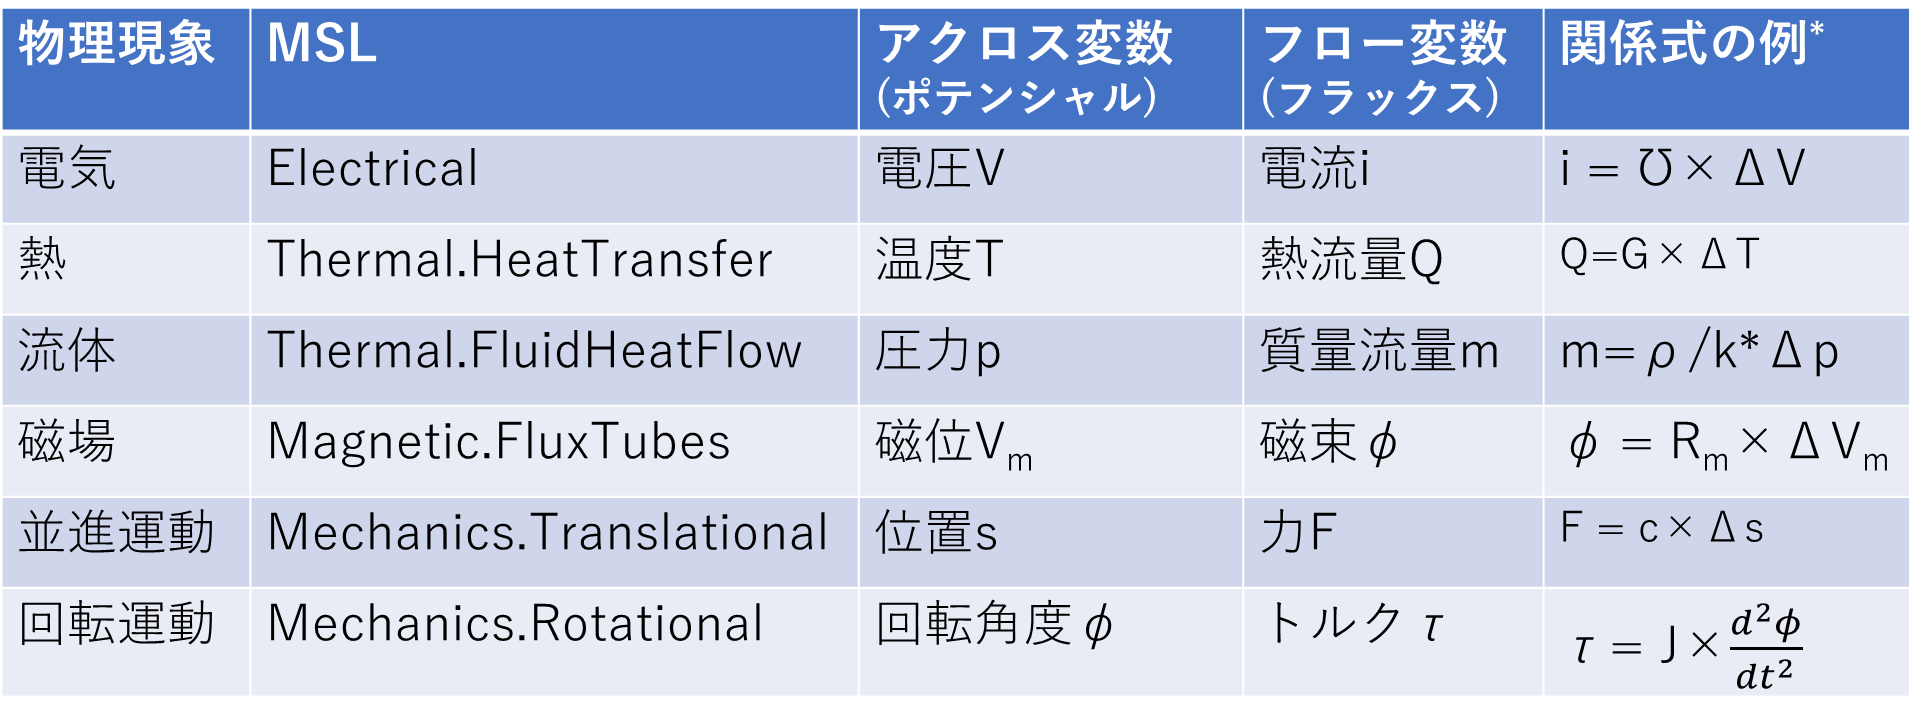 物理現象 MSL アクロス変数 フロー変数 関係式の例*
(ポテンシャル) (フラックス)
電気 Electrical 電圧V 電流i i = ℧× ΔV
熱 Thermal.HeatTransfer 温度T 熱流量Q Q=G× ΔT
流体 Thermal.FluidHeatFlow 圧力p 質量流量m m=ρ/k*Δp
磁場 Magnetic.FluxTubes 磁位Vₘ 磁束ϕ ϕ = Rₘ× ΔVₘ
並進運動 Mechanics.Translational 位置s 力F F = c× Δs
回転運動 Mechanics.Rotational 回転角度ϕ トルクτ τ = J× d²ϕ/dt²